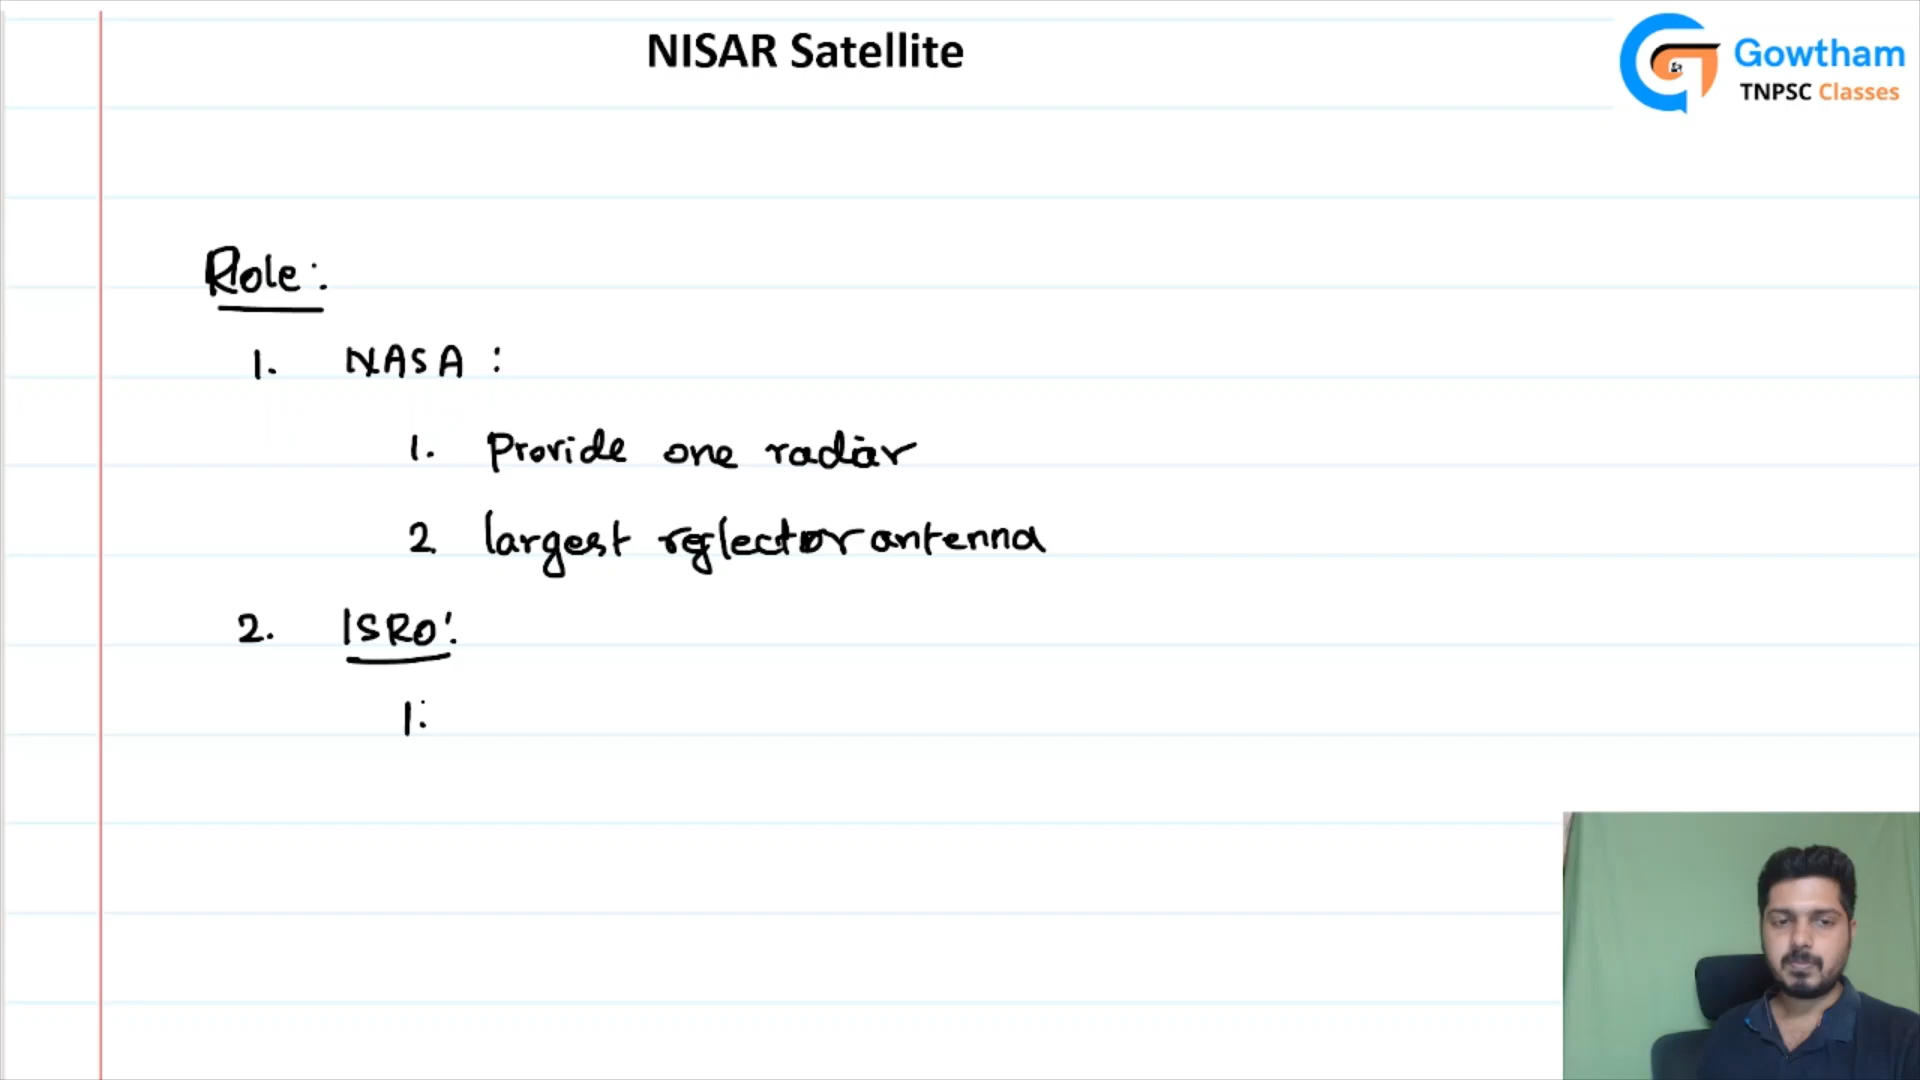 NISAR Satellite
Gowtham
TNPSC Classes
Role:
1. NASA :
1. Provide one radar
2. largest reflector antenna
2. ISRO:
1.